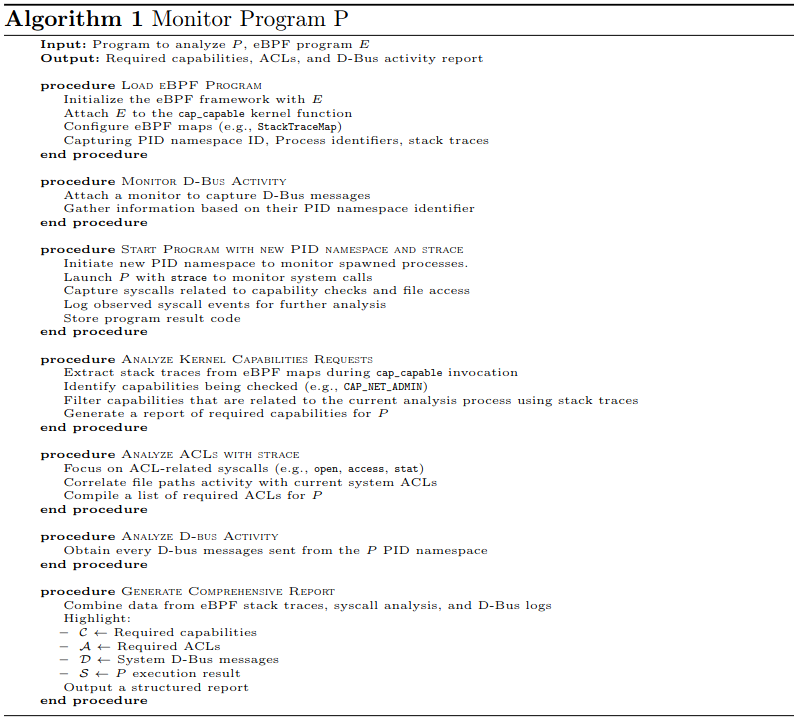 Algorithm 1 Monitor Program P
Input: Program to analyze P, eBPF program E
Output: Required capabilities, ACLs, and D-Bus activity report
procedure Load eBPF Program
Initialize the eBPF framework with E
Attach E to the cap_capable kernel function
Configure eBPF maps (e.g., StackTraceMap)
Capturing PID namespace ID, Process identifiers, stack traces
end procedure
procedure Monitor D-Bus Activity
Attach a monitor to capture D-Bus messages
Gather information based on their PID namespace identifier
end procedure
procedure Start Program with new PID namespace and strace
Initiate new PID namespace to monitor spawned processes.
Launch P with strace to monitor system calls
Capture syscalls related to capability checks and file access
Log observed syscall events for further analysis
Store program result code
end procedure
procedure Analyze Kernel Capabilities Requests
Extract stack traces from eBPF maps during cap_capable invocation
Identify capabilities being checked (e.g., CAP_NET_ADMIN)
Filter capabilities that are related to the current analysis process using stack traces
Generate a report of required capabilities for P
end procedure
procedure Analyze ACLs with strace
Focus on ACL-related syscalls (e.g., open, access, stat)
Correlate file paths activity with current system ACLs
Compile a list of required ACLs for P
end procedure
procedure Analyze D-bus Activity
Obtain every D-bus messages sent from the P PID namespace
end procedure
procedure Generate Comprehensive Report
Combine data from eBPF stack traces, syscall analysis, and D-Bus logs
Highlight:
– 𝒞 ← Required capabilities
– 𝒜 ← Required ACLs
– 𝒟 ← System D-Bus messages
– 𝒮 ← P execution result
Output a structured report
end procedure